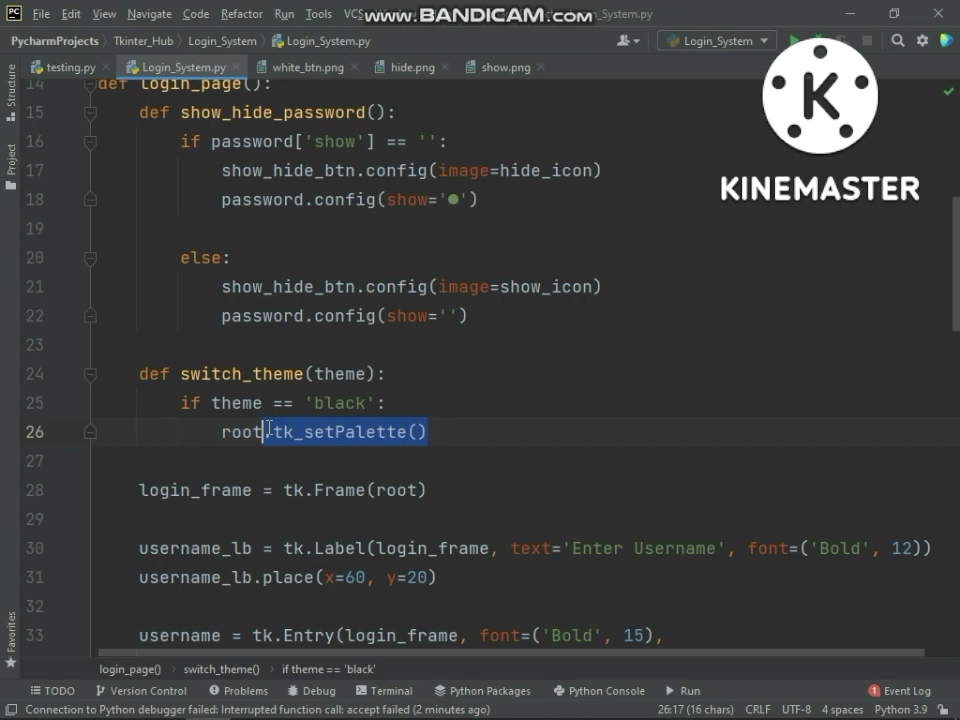 PC File Edit View Navigate Code Refactor Run Tools VCS www.BANDICAM.com in_System.py
PycharmProjects Tkinter_Hub Login_System Login_System.py Login_System
testing.py Login_System.py white_btn.png hide.png show.png
Structure
Project
Favorites
K
KINEMASTER
14 def login_page():
15 def show_hide_password():
16 if password['show'] == '':
17 show_hide_btn.config(image=hide_icon)
18 password.config(show='●')
19
20 else:
21 show_hide_btn.config(image=show_icon)
22 password.config(show='')
23
24 def switch_theme(theme):
25 if theme == 'black':
26 root.tk_setPalette()
27
28 login_frame = tk.Frame(root)
29
30 username_lb = tk.Label(login_frame, text='Enter Username', font=('Bold', 12))
31 username_lb.place(x=60, y=20)
32
33 username = tk.Entry(login_frame, font=('Bold', 15),
login_page() switch_theme() if theme == 'black'
TODO Version Control Problems Debug Terminal Python Packages Python Console Run 1 Event Log
Connection to Python debugger failed: Interrupted function call: accept failed (2 minutes ago) 26:17 (16 chars) CRLF UTF-8 4 spaces Python 3.9